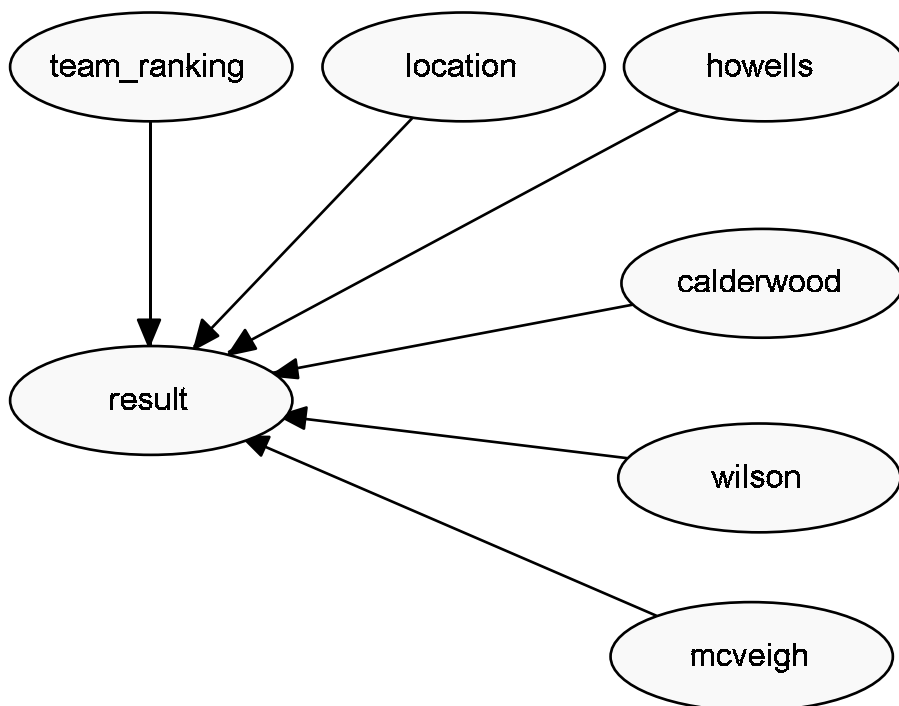 team_ranking
location
howells
calderwood
result
wilson
mcveigh